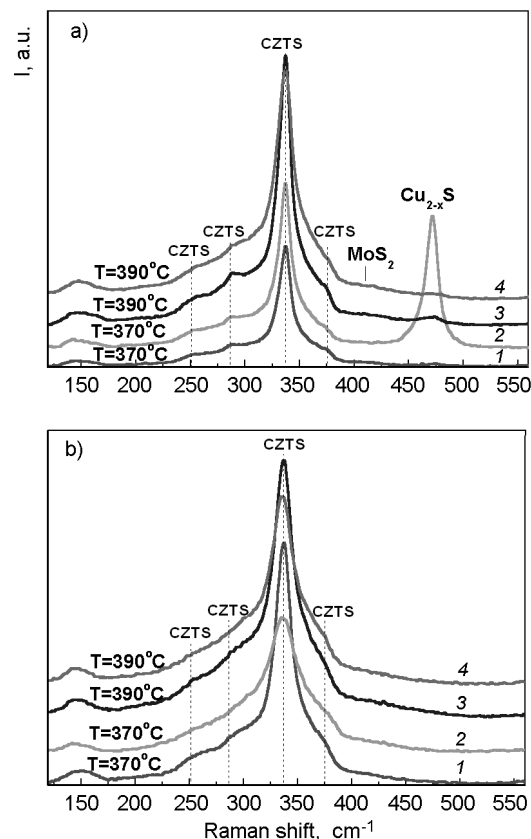 a)
I, a.u.
CZTS
Cu2-xS
CZTS
CZTS
CZTS
MoS2
T=390°C
4
T=390°C
3
T=370°C
2
T=370°C
1
150 200 250 300 350 400 450 500 550
b)
CZTS
CZTS
CZTS
CZTS
T=390°C
4
T=390°C
3
T=370°C
2
T=370°C
1
150 200 250 300 350 400 450 500 550
Raman shift, cm-1